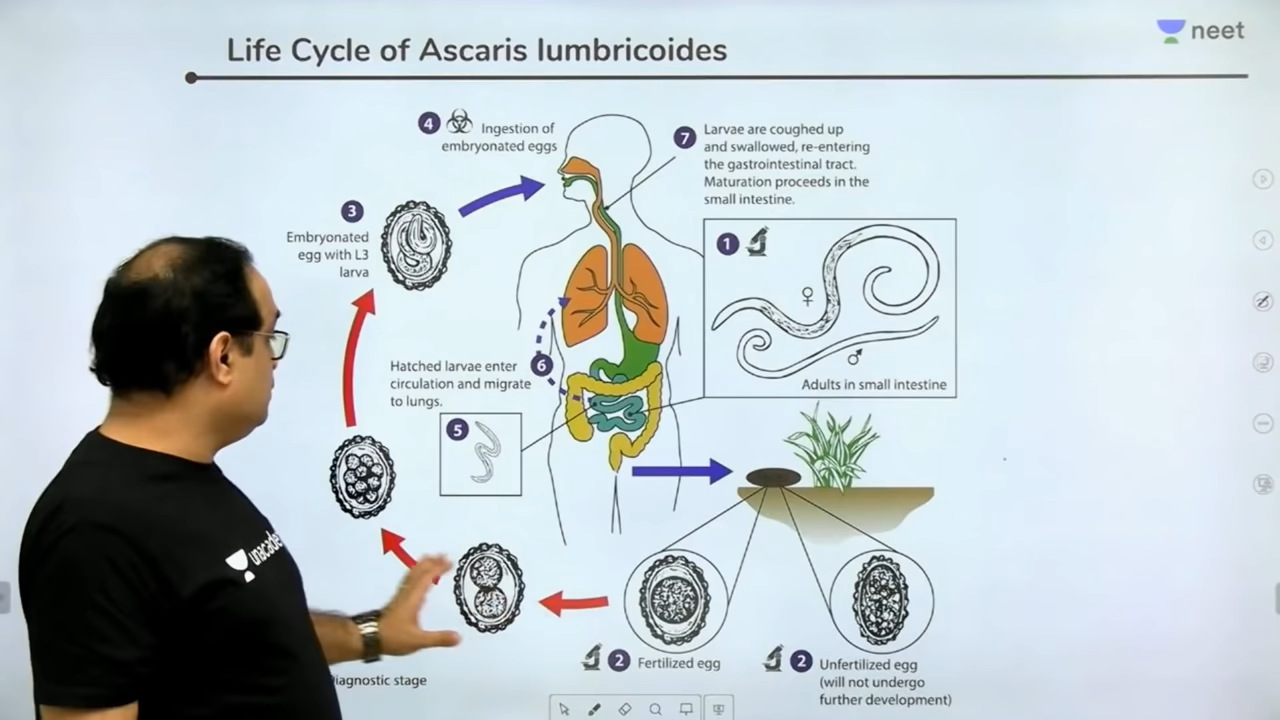 Life Cycle of Ascaris lumbricoides
neet
4 Ingestion of
embryonated eggs
7 Larvae are coughed up
and swallowed, re-entering
the gastrointestinal tract.
Maturation proceeds in the
small intestine.
3
Embryonated
egg with L3
larva
1
♀
♂
Adults in small intestine
Hatched larvae enter
circulation and migrate
to lungs.
6
5
unacade
2 Fertilized egg
2 Unfertilized egg
(will not undergo
further development)
iagnostic stage